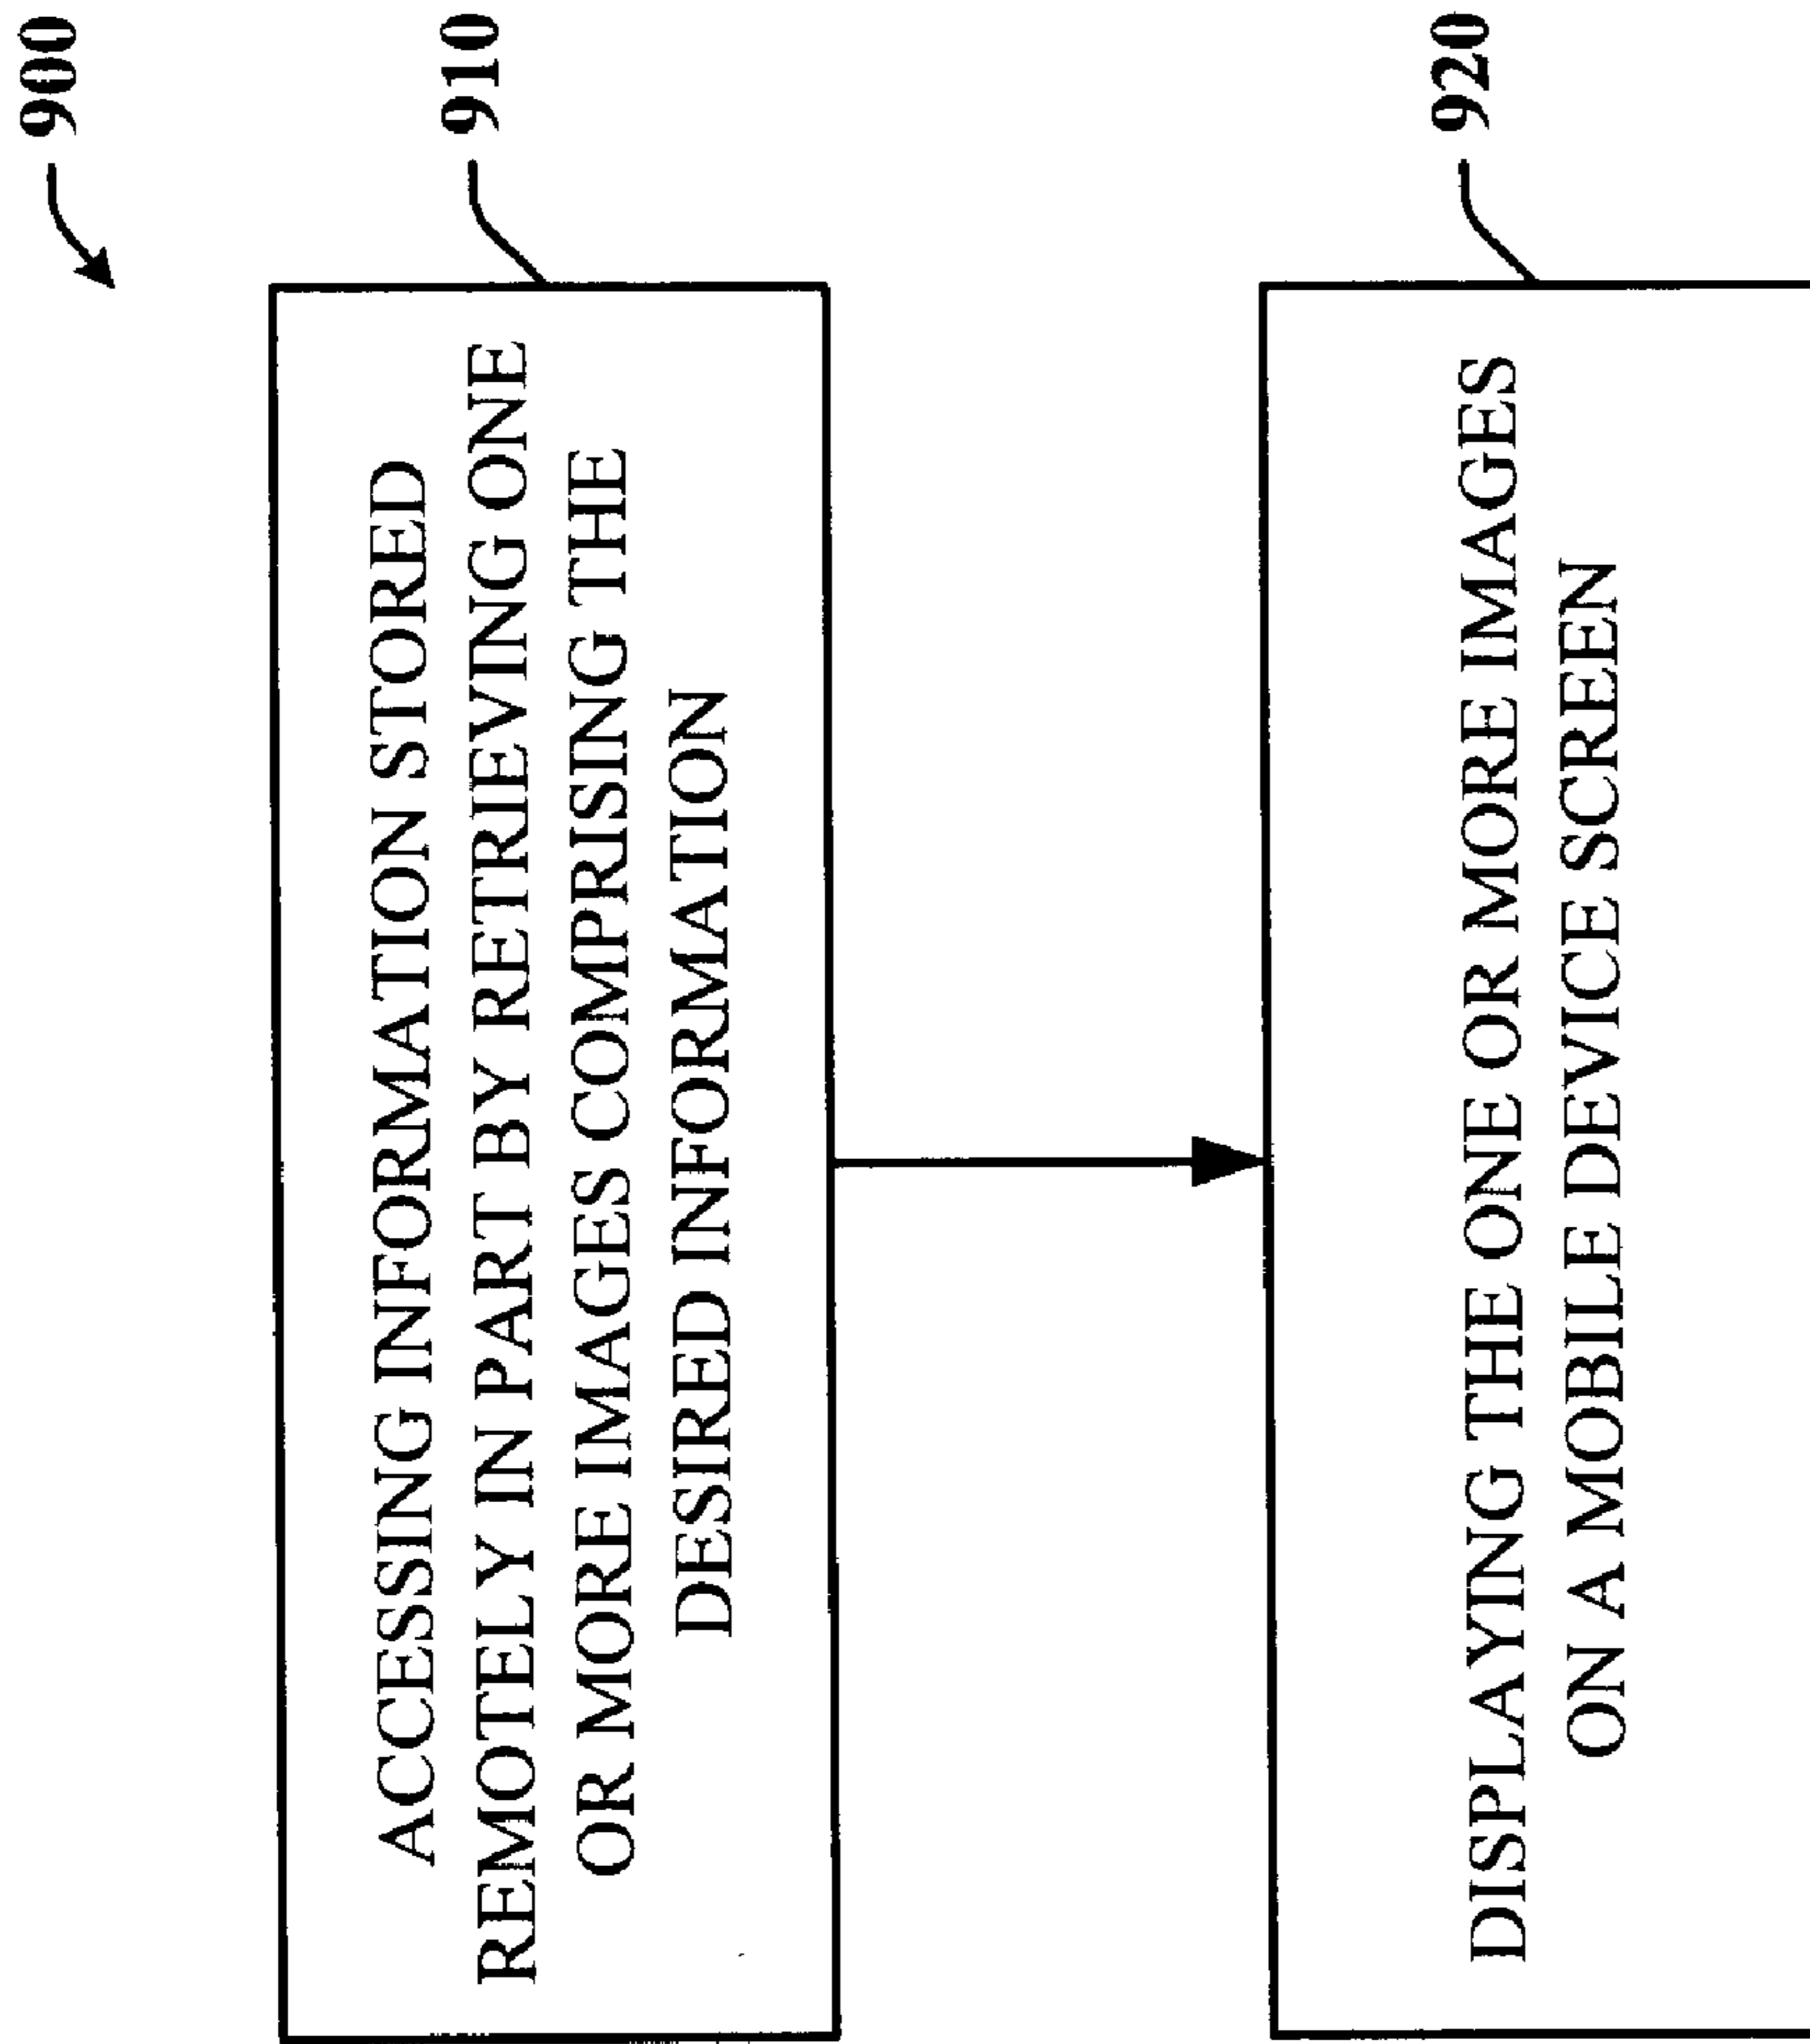 900
910
ACCESSING INFORMATION STORED
REMOTELY IN PART BY RETRIEVING ONE
OR MORE IMAGES COMPRISING THE
DESIRED INFORMATION
920
DISPLAYING THE ONE OR MORE IMAGES
ON A MOBILE DEVICE SCREEN